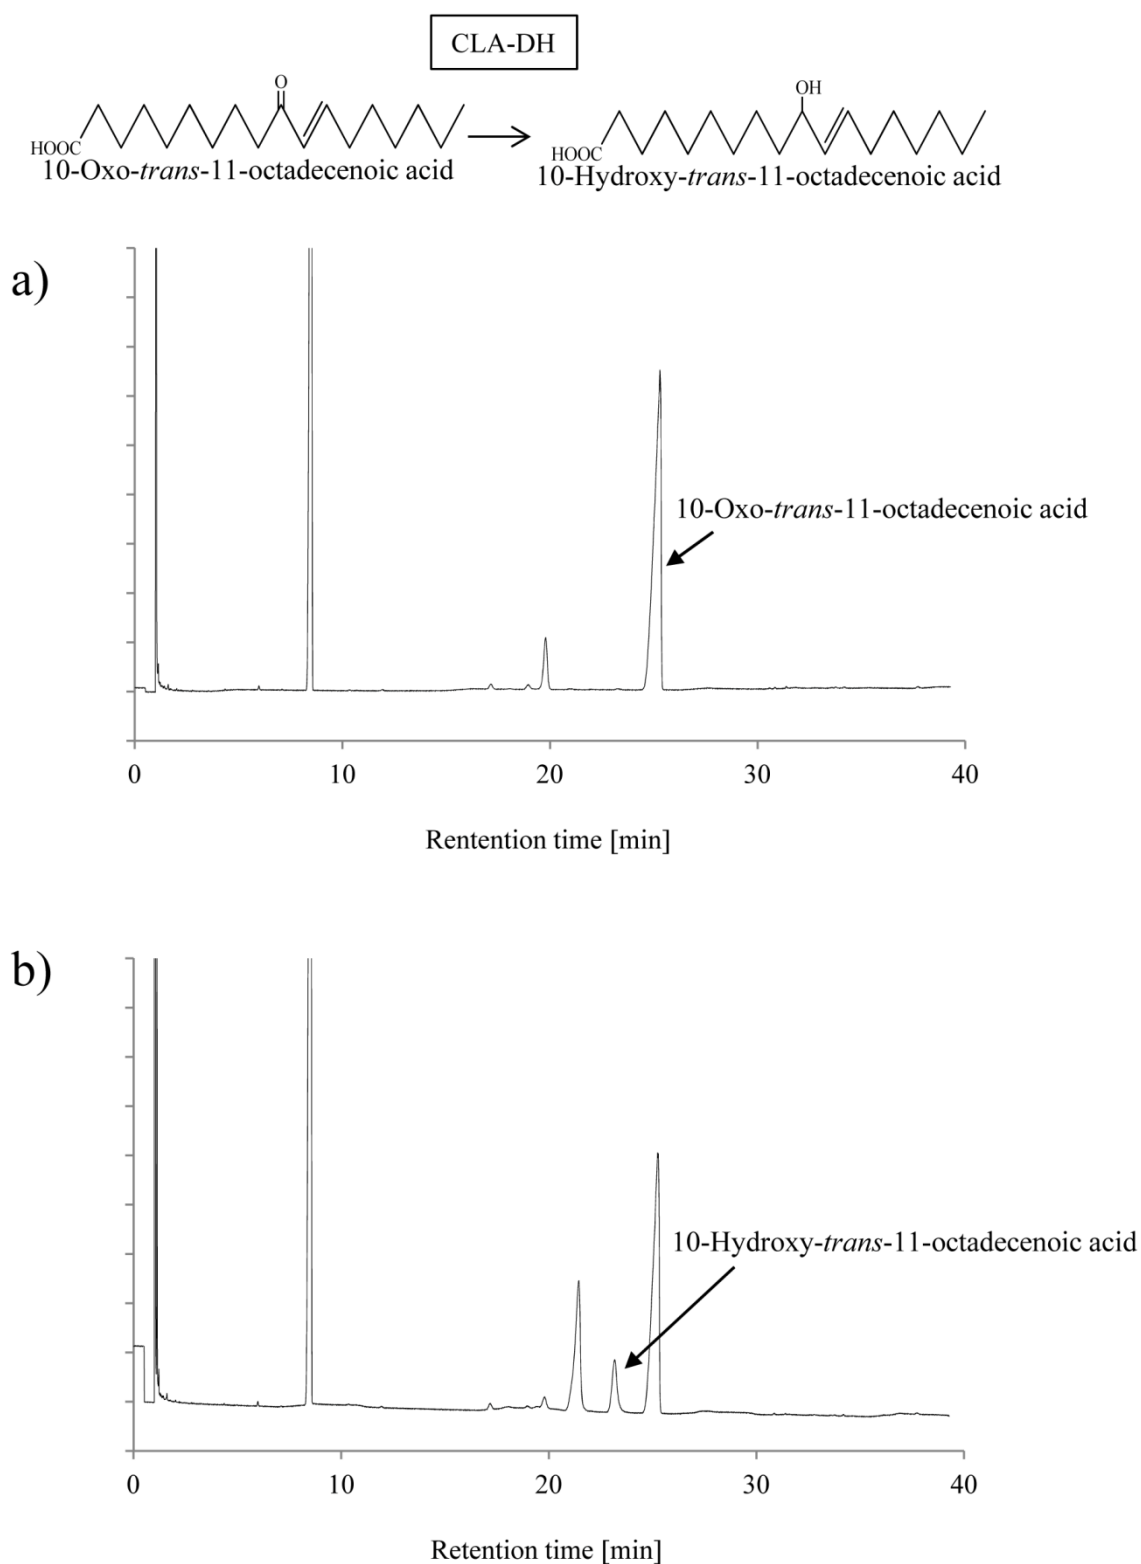 CLA-DH
O
HOOC
10-Oxo-trans-11-octadecenoic acid
OH
HOOC
10-Hydroxy-trans-11-octadecenoic acid
a)
10-Oxo-trans-11-octadecenoic acid
0 10 20 30 40
Rentention time [min]
b)
10-Hydroxy-trans-11-octadecenoic acid
0 10 20 30 40
Retention time [min]